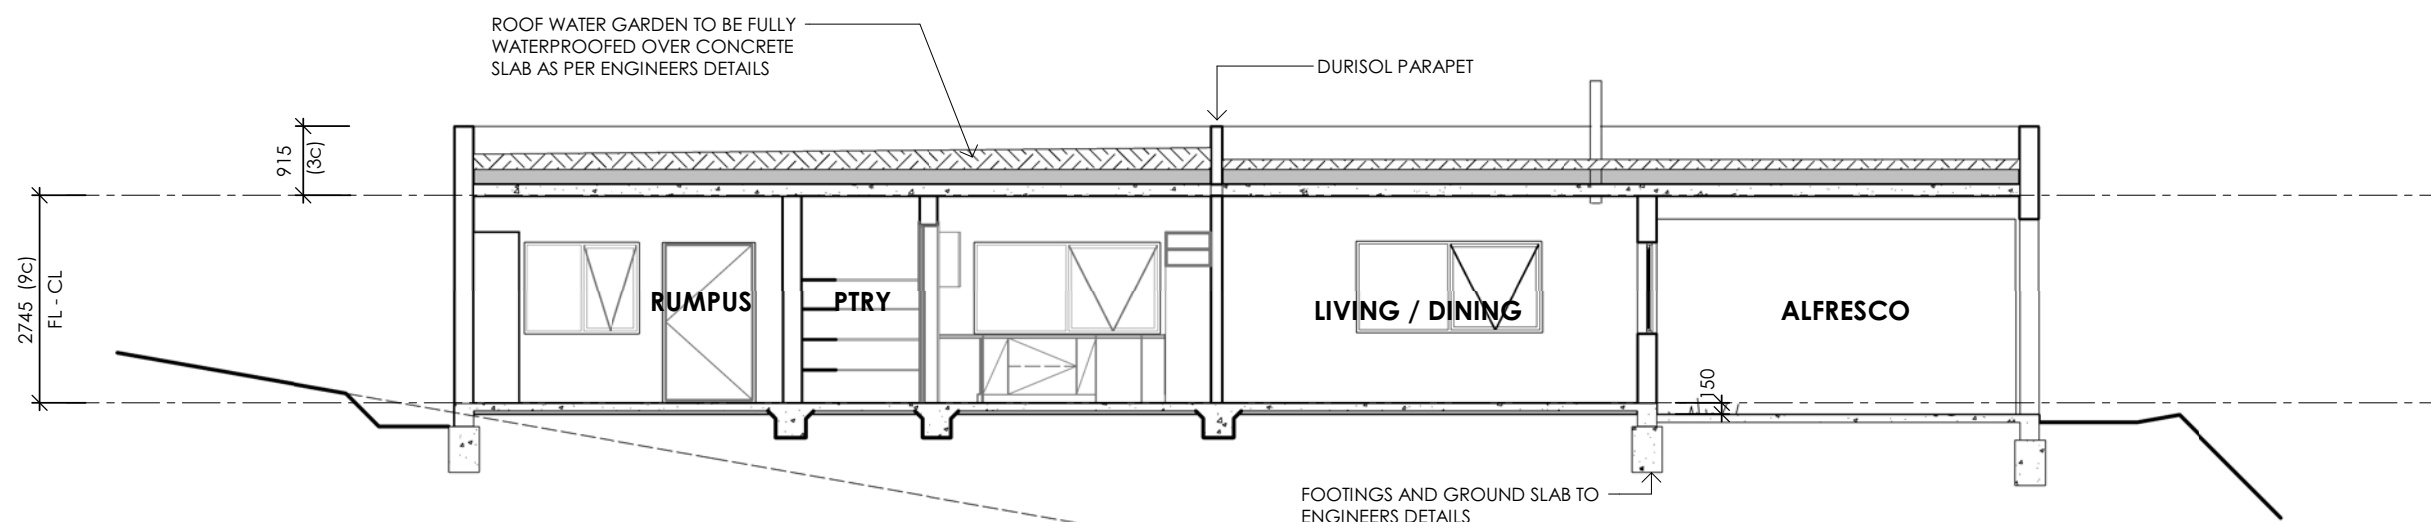 ROOF WATER GARDEN TO BE FULLY
WATERPROOFED OVER CONCRETE
SLAB AS PER ENGINEERS DETAILS
DURISOL PARAPET
915
(3c)
2745 (9c)
FL - CL
RUMPUS
PTRY
LIVING / DINING
ALFRESCO
150
FOOTINGS AND GROUND SLAB TO
ENGINEERS DETAILS